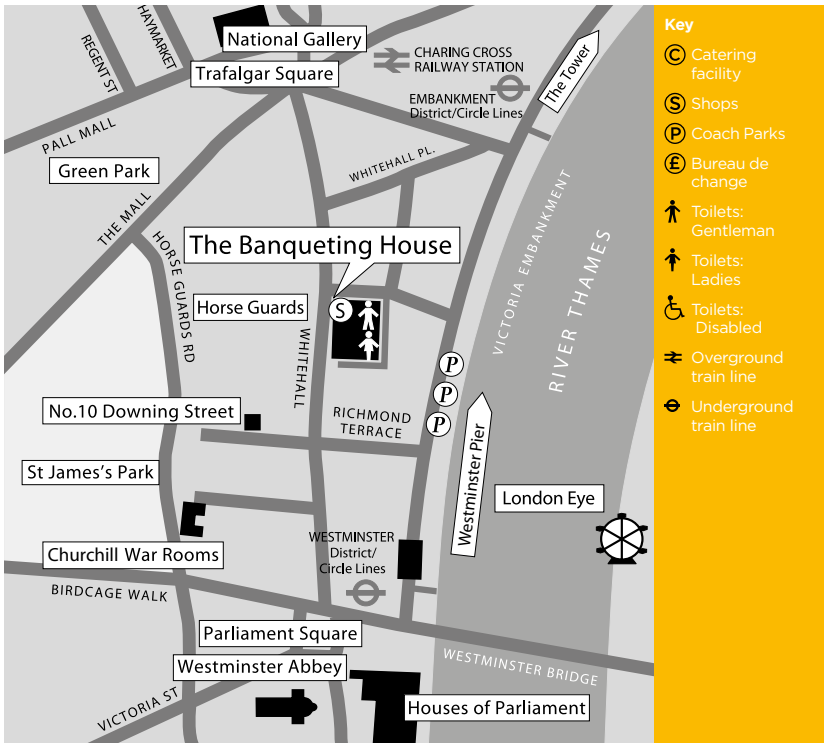 HAYMARKET
REGENT ST
National Gallery
Trafalgar Square
CHARING CROSS
RAILWAY STATION
EMBANKMENT
District/Circle Lines
The Tower
PALL MALL
Green Park
THE MALL
WHITEHALL PL.
HORSE GUARDS RD
The Banqueting House
VICTORIA EMBANKMENT
RIVER THAMES
Horse Guards
S
WHITEHALL
P
P
P
No.10 Downing Street
RICHMOND
TERRACE
St James's Park
Westminster Pier
London Eye
Churchill War Rooms
WESTMINSTER
District/
Circle Lines
BIRDCAGE WALK
Parliament Square
Westminster Abbey
WESTMINSTER BRIDGE
VICTORIA ST
Houses of Parliament
Key
C Catering
facility
S Shops
P Coach Parks
£ Bureau de
change
Toilets:
Gentleman
Toilets:
Ladies
Toilets:
Disabled
Overground
train line
Underground
train line